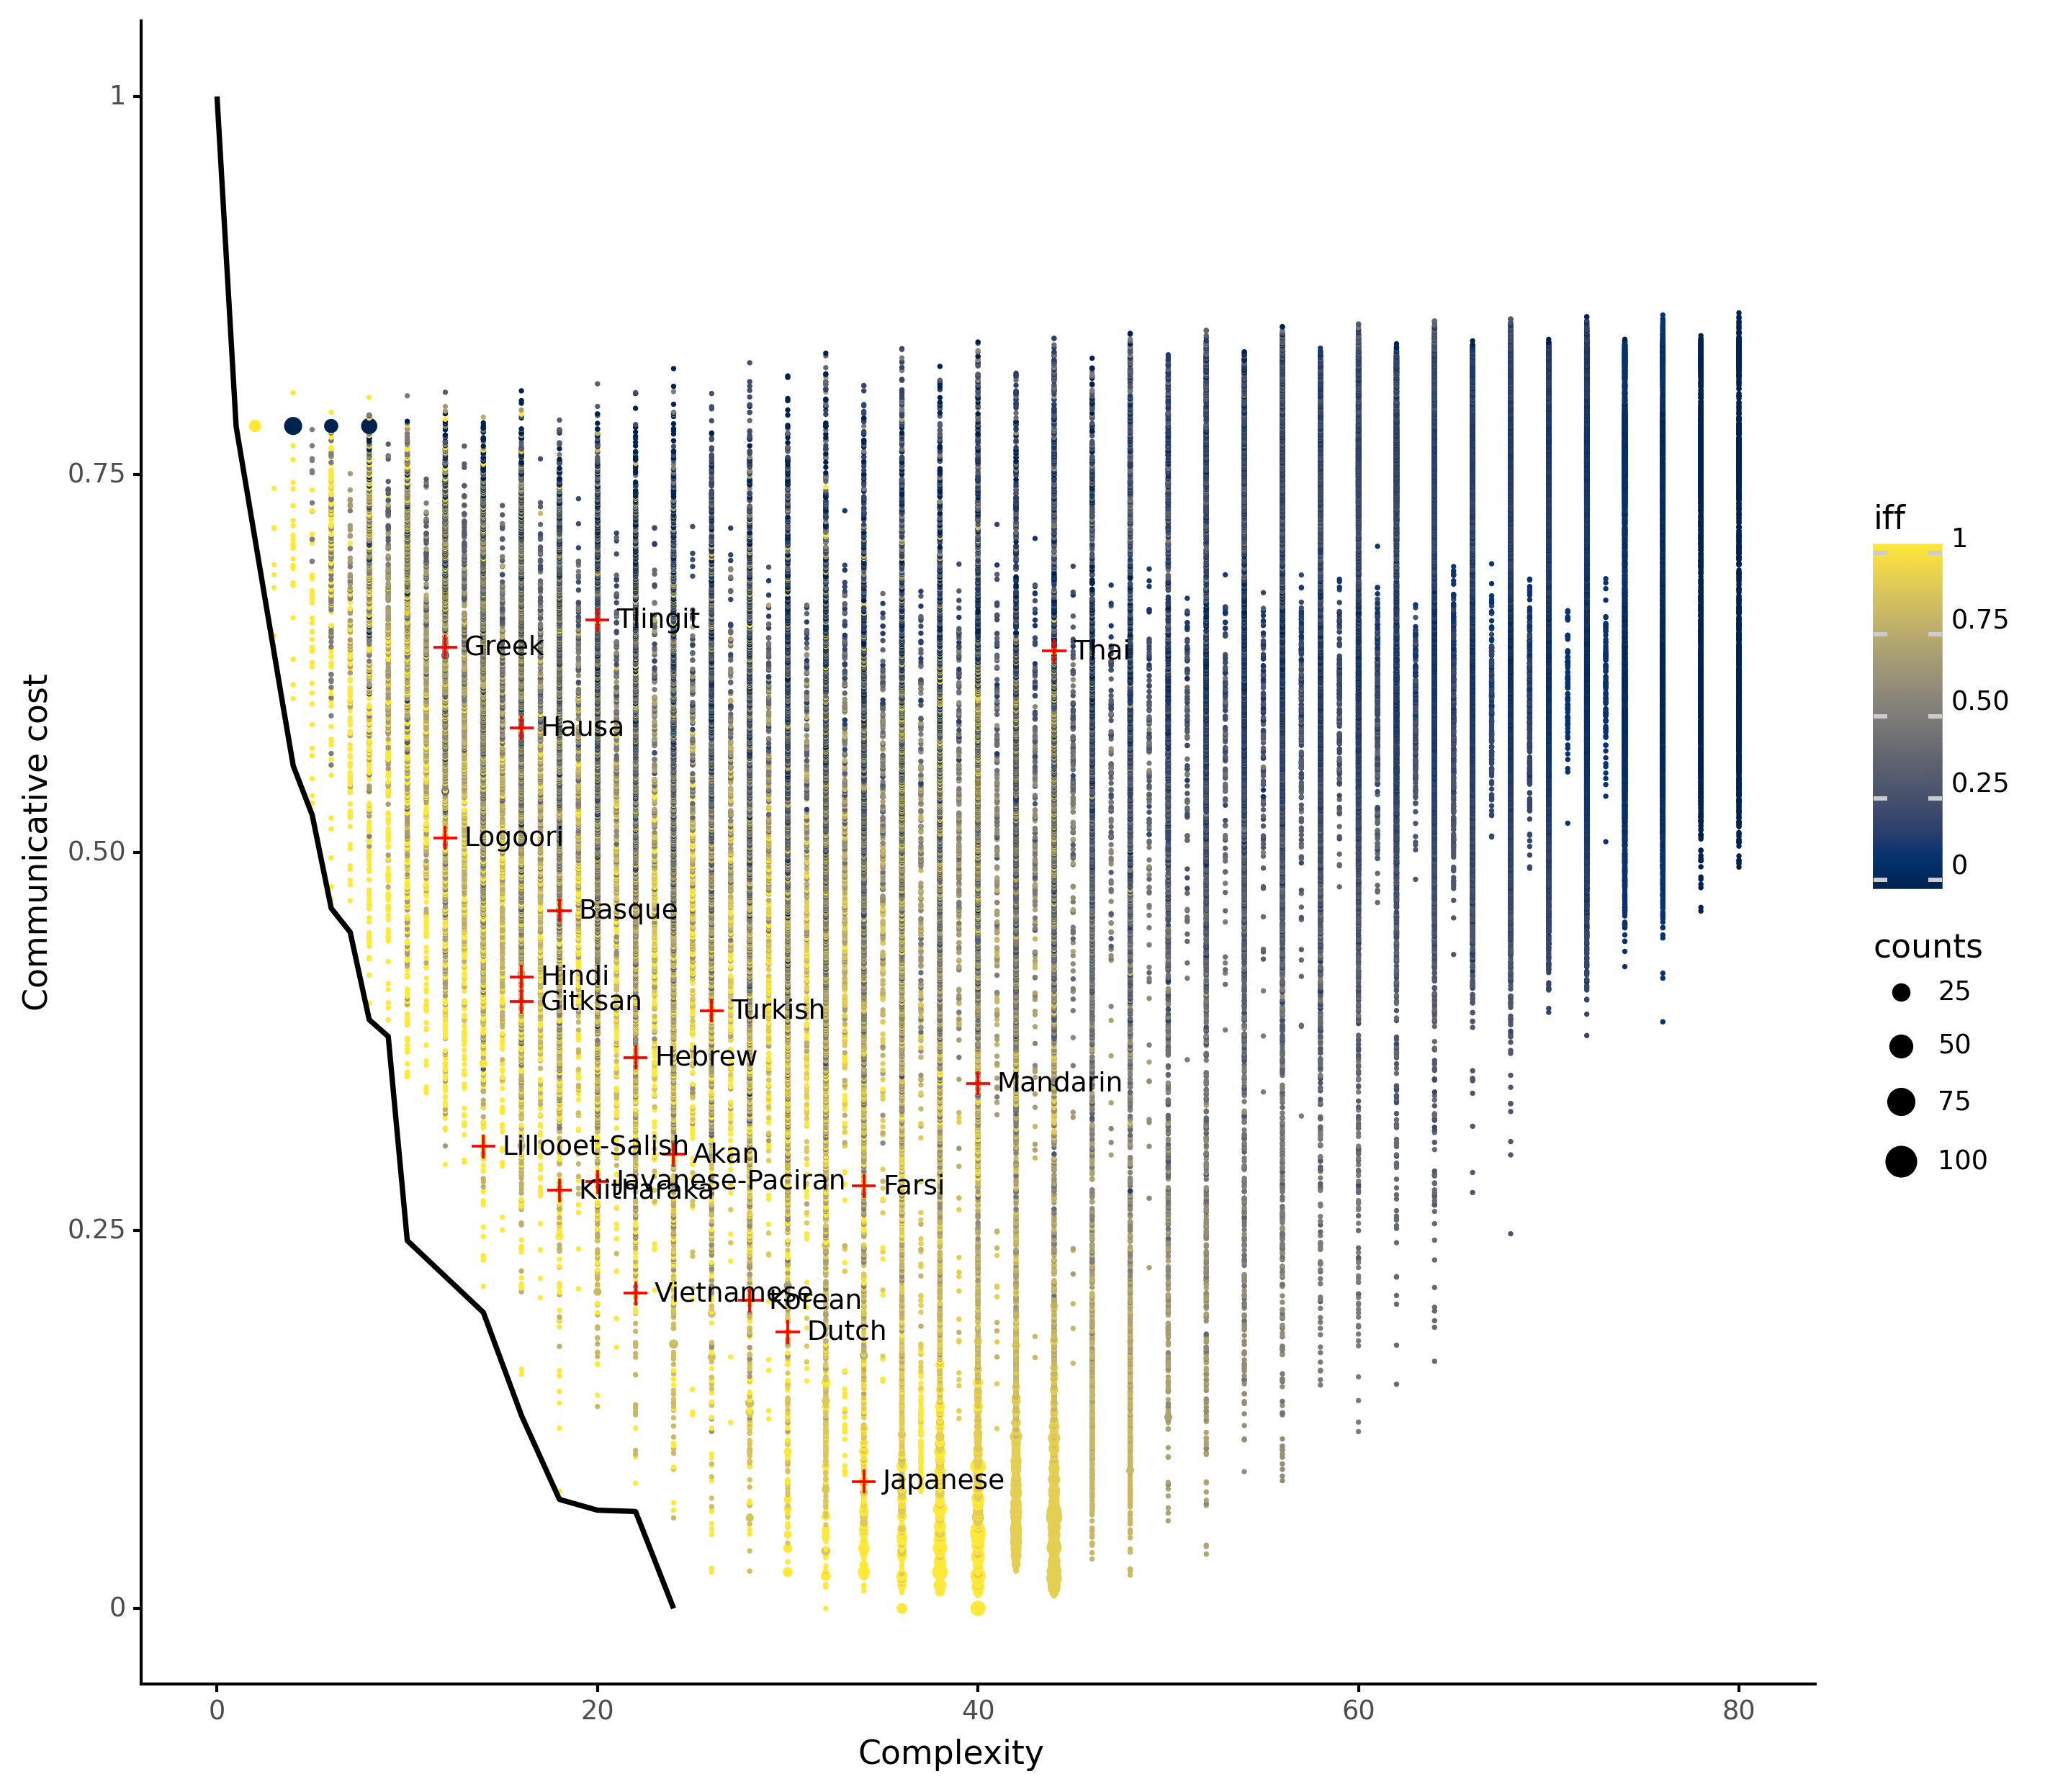 1
0.75
0.50
0.25
0
Communicative cost
0
20
40
60
80
Complexity
Tlingit
Greek
Thai
Hausa
Logoori
Basque
Hindi
Gitksan
Turkish
Hebrew
Mandarin
Lillooet-Salish
Akan
Javanese-Paciran
Farsi
Kiitharaka
Vietnamese
Korean
Dutch
Japanese
iff
1
0.75
0.50
0.25
0
counts
25
50
75
100